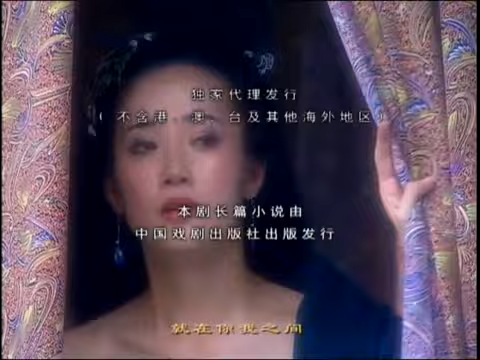 独家代理发行
（不含港、澳、台及其他海外地区）
本剧长篇小说由
中国戏剧出版社出版发行
就在 之间